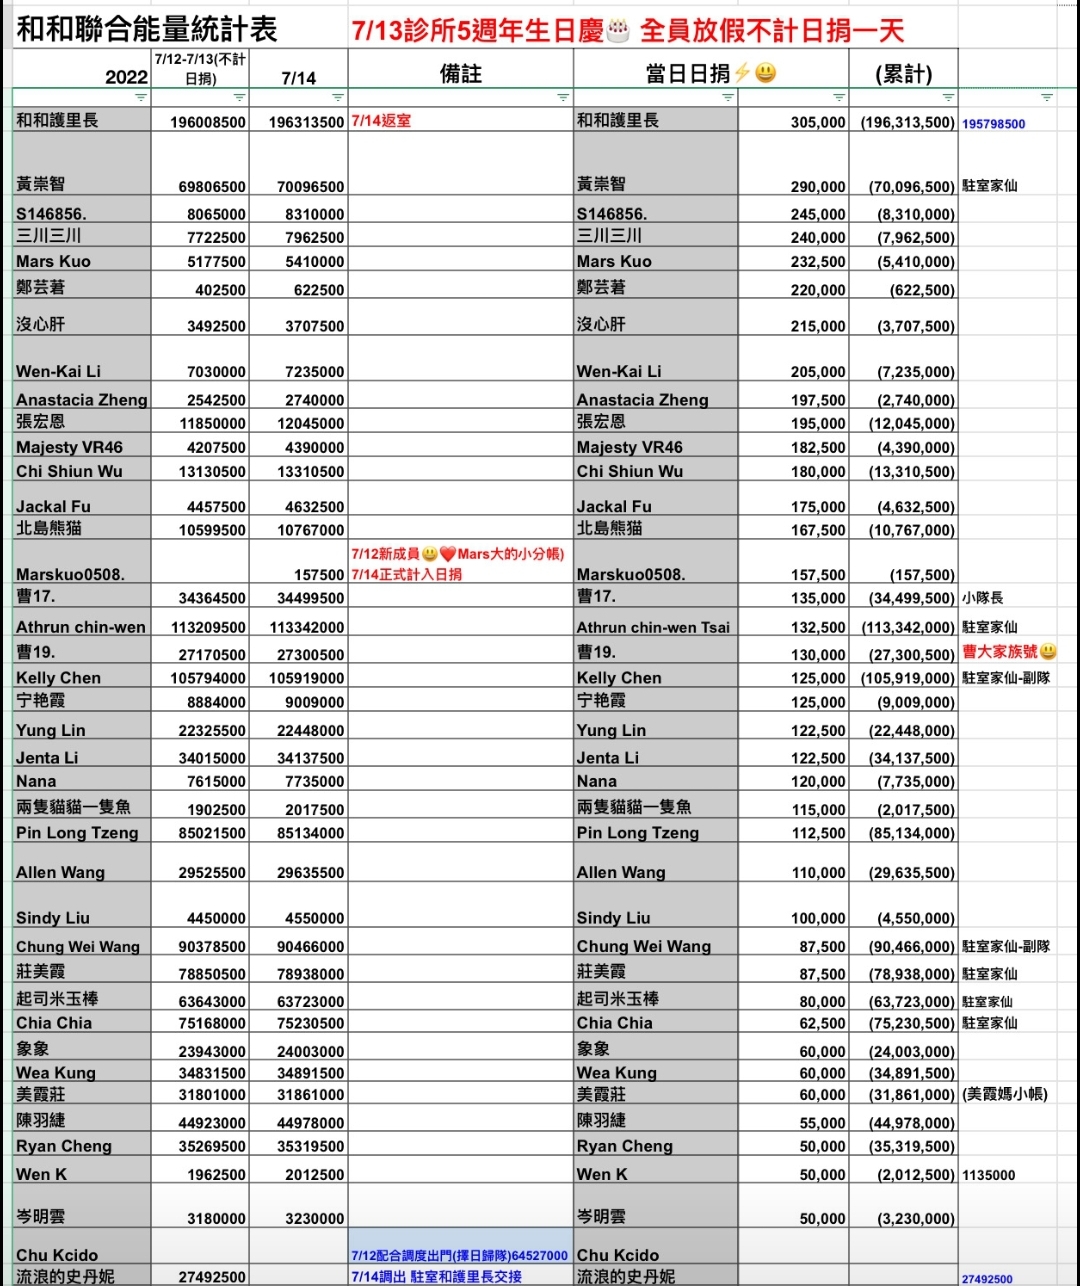 和和聯合能量統計表 7/13診所5週年生日慶🎂 全員放假不計日捐一天
2022 7/12-7/13(不計日捐) 7/14 備註 當日日捐⚡😃 (累計)
和和護里長 196008500 196313500 7/14返室 和和護里長 305,000 (196,313,500) 195798500
黃崇智 69806500 70096500 黃崇智 290,000 (70,096,500) 駐室家仙
S146856. 8065000 8310000 S146856. 245,000 (8,310,000)
三川三川 7722500 7962500 三川三川 240,000 (7,962,500)
Mars Kuo 5177500 5410000 Mars Kuo 232,500 (5,410,000)
鄭芸莙 402500 622500 鄭芸莙 220,000 (622,500)
沒心肝 3492500 3707500 沒心肝 215,000 (3,707,500)
Wen-Kai Li 7030000 7235000 Wen-Kai Li 205,000 (7,235,000)
Anastacia Zheng 2542500 2740000 Anastacia Zheng 197,500 (2,740,000)
張宏恩 11850000 12045000 張宏恩 195,000 (12,045,000)
Majesty VR46 4207500 4390000 Majesty VR46 182,500 (4,390,000)
Chi Shiun Wu 13130500 13310500 Chi Shiun Wu 180,000 (13,310,500)
Jackal Fu 4457500 4632500 Jackal Fu 175,000 (4,632,500)
北島熊猫 10599500 10767000 北島熊猫 167,500 (10,767,000)
7/12新成員😃❤️Mars大的小分帳)
Marskuo0508. 157500 7/14正式計入日捐 Marskuo0508. 157,500 (157,500)
曹17. 34364500 34499500 曹17. 135,000 (34,499,500) 小隊長
Athrun chin-wen 113209500 113342000 Athrun chin-wen Tsai 132,500 (113,342,000) 駐室家仙
曹19. 27170500 27300500 曹19. 130,000 (27,300,500) 曹大家族號😃
Kelly Chen 105794000 105919000 Kelly Chen 125,000 (105,919,000) 駐室家仙-副隊
宁艳霞 8884000 9009000 宁艳霞 125,000 (9,009,000)
Yung Lin 22325500 22448000 Yung Lin 122,500 (22,448,000)
Jenta Li 34015000 34137500 Jenta Li 122,500 (34,137,500)
Nana 7615000 7735000 Nana 120,000 (7,735,000)
兩隻貓貓一隻魚 1902500 2017500 兩隻貓貓一隻魚 115,000 (2,017,500)
Pin Long Tzeng 85021500 85134000 Pin Long Tzeng 112,500 (85,134,000)
Allen Wang 29525500 29635500 Allen Wang 110,000 (29,635,500)
Sindy Liu 4450000 4550000 Sindy Liu 100,000 (4,550,000)
Chung Wei Wang 90378500 90466000 Chung Wei Wang 87,500 (90,466,000) 駐室家仙-副隊
莊美霞 78850500 78938000 莊美霞 87,500 (78,938,000) 駐室家仙
起司米玉棒 63643000 63723000 起司米玉棒 80,000 (63,723,000) 駐室家仙
Chia Chia 75168000 75230500 Chia Chia 62,500 (75,230,500) 駐室家仙
象象 23943000 24003000 象象 60,000 (24,003,000)
Wea Kung 34831500 34891500 Wea Kung 60,000 (34,891,500)
美霞莊 31801000 31861000 美霞莊 60,000 (31,861,000) (美霞媽小帳)
陳羽緁 44923000 44978000 陳羽緁 55,000 (44,978,000)
Ryan Cheng 35269500 35319500 Ryan Cheng 50,000 (35,319,500)
Wen K 1962500 2012500 Wen K 50,000 (2,012,500) 1135000
岑明雲 3180000 3230000 岑明雲 50,000 (3,230,000)
Chu Kcido 7/12配合調度出門(擇日歸隊)64527000 Chu Kcido
流浪的史丹妮 27492500 7/14調出 駐室和護里長交接 流浪的史丹妮 27492500